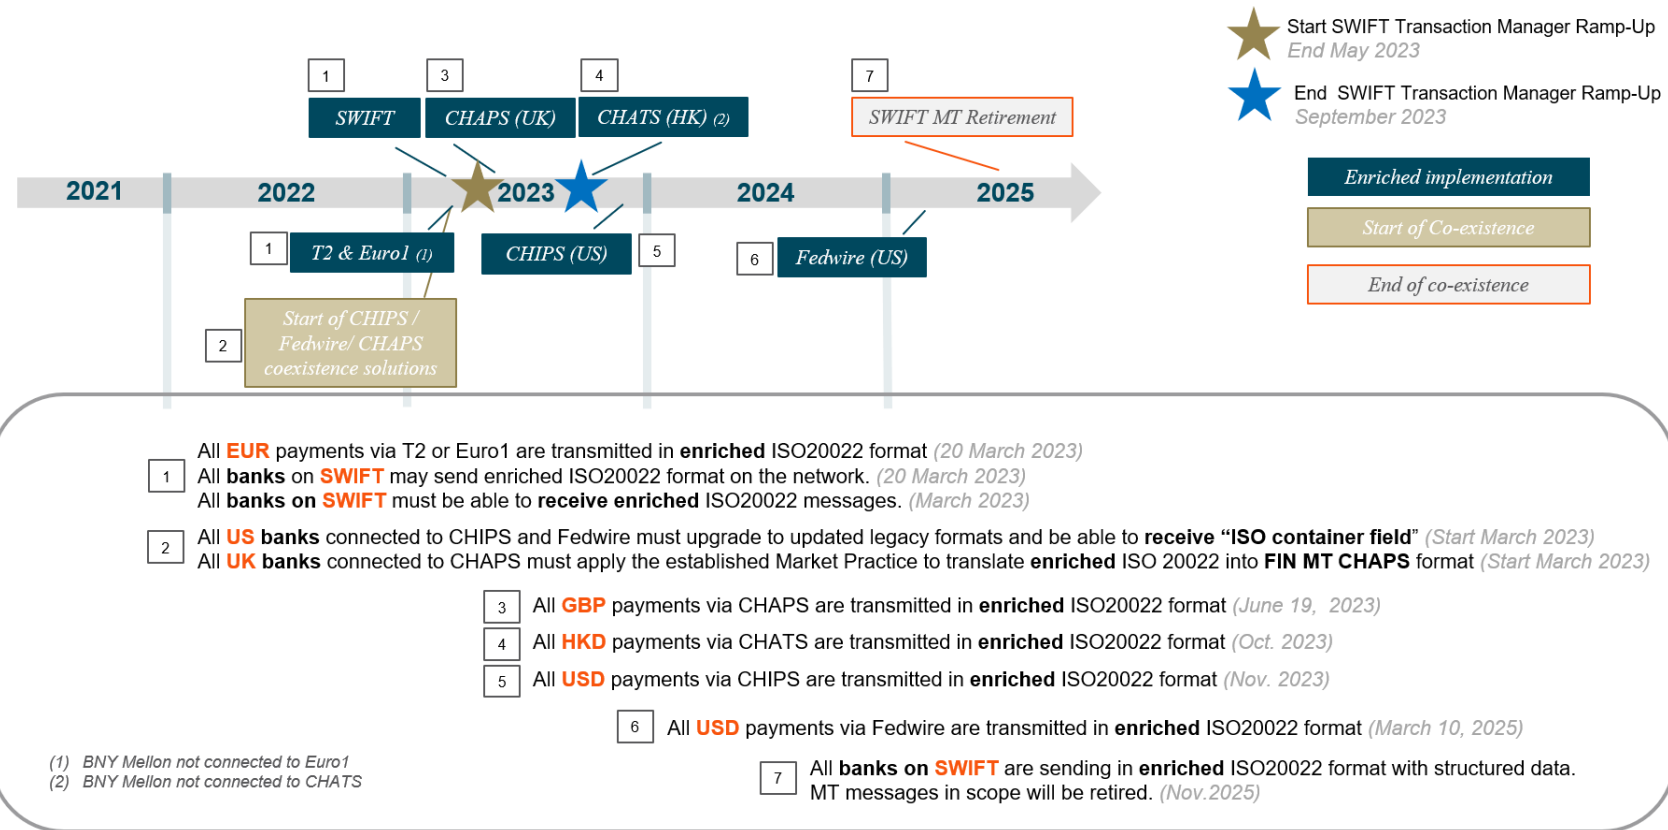 Start SWIFT Transaction Manager Ramp-Up
End May 2023
End SWIFT Transaction Manager Ramp-Up
September 2023
1
3
4
7
SWIFT
CHAPS (UK)
CHATS (HK) (2)
SWIFT MT Retirement
Enriched implementation
Start of Co-existence
End of co-existence
2021
2022
2023
2024
2025
1
T2 & Euro1 (1)
CHIPS (US)
5
6
Fedwire (US)
2
Start of CHIPS /
Fedwire/ CHAPS
coexistence solutions
1
All EUR payments via T2 or Euro1 are transmitted in enriched ISO20022 format (20 March 2023)
All banks on SWIFT may send enriched ISO20022 format on the network. (20 March 2023)
All banks on SWIFT must be able to receive enriched ISO20022 messages. (March 2023)
2
All US banks connected to CHIPS and Fedwire must upgrade to updated legacy formats and be able to receive “ISO container field” (Start March 2023)
All UK banks connected to CHAPS must apply the established Market Practice to translate enriched ISO 20022 into FIN MT CHAPS format (Start March 2023)
3
All GBP payments via CHAPS are transmitted in enriched ISO20022 format (June 19, 2023)
4
All HKD payments via CHATS are transmitted in enriched ISO20022 format (Oct. 2023)
5
All USD payments via CHIPS are transmitted in enriched ISO20022 format (Nov. 2023)
6
All USD payments via Fedwire are transmitted in enriched ISO20022 format (March 10, 2025)
7
All banks on SWIFT are sending in enriched ISO20022 format with structured data.
MT messages in scope will be retired. (Nov.2025)
(1) BNY Mellon not connected to Euro1
(2) BNY Mellon not connected to CHATS